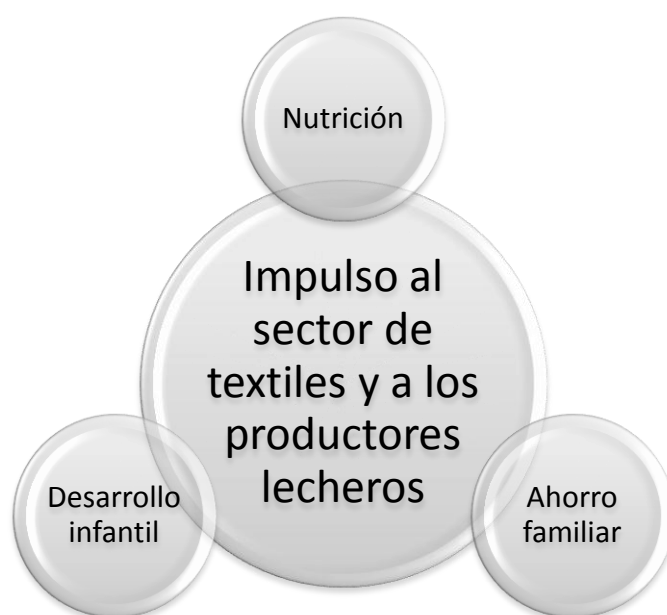 Nutrición
Impulso al
sector de
textiles y a los
productores
lecheros
Desarrollo
infantil
Ahorro
familiar